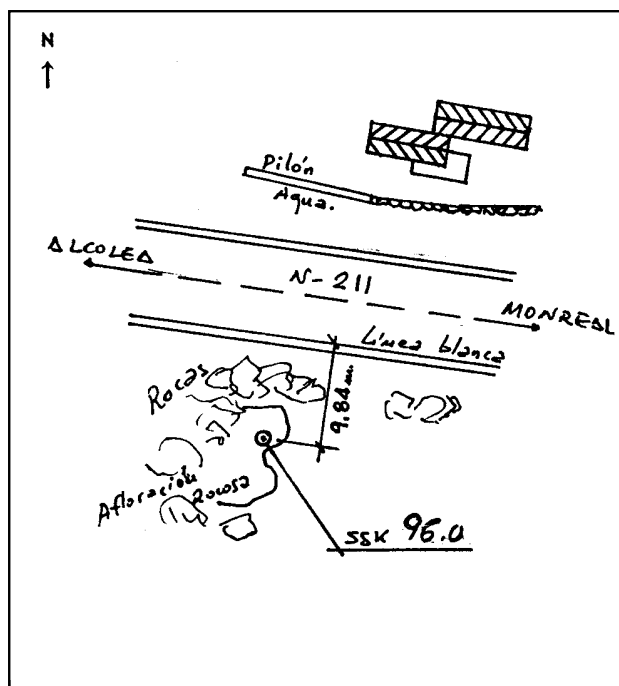 N
Pilón
Agua.
ALCOLEA
N-211
MONREAL
Línea blanca
Rocas
9.84 m.
Afloración
Rocosa
SSK 96.0